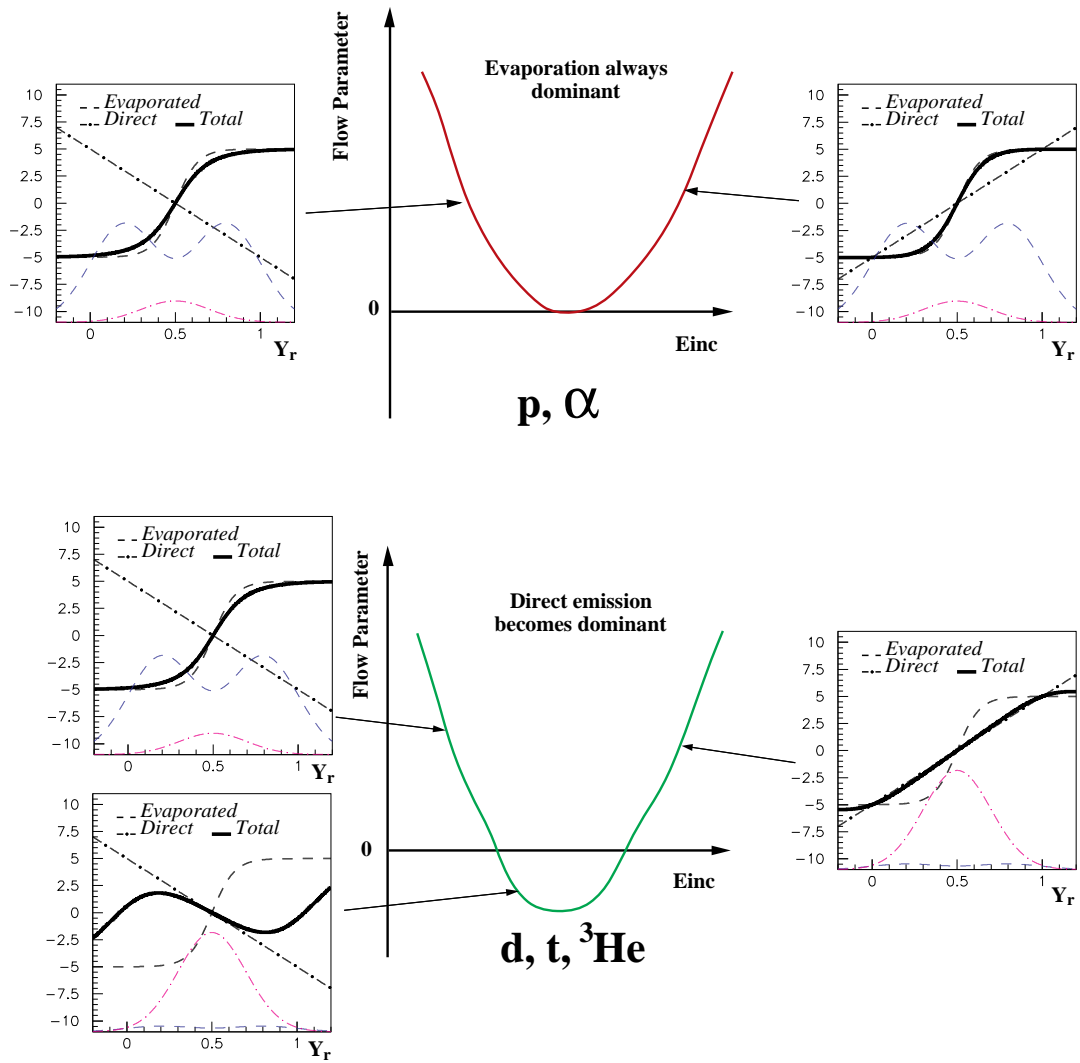 Flow Parameter
Evaporation always
dominant
0
Einc
p, α
10
7.5
5
2.5
0
−2.5
−5
−7.5
−10
Evaporated
Direct Total
0 0.5 1
Yr
10
7.5
5
2.5
0
−2.5
−5
−7.5
−10
Evaporated
Direct Total
0 0.5 1
Yr
Flow Parameter
Direct emission
becomes dominant
0
Einc
d, t, ³He
10
7.5
5
2.5
0
−2.5
−5
−7.5
−10
Evaporated
Direct Total
0 0.5 1
Yr
10
7.5
5
2.5
0
−2.5
−5
−7.5
−10
Evaporated
Direct Total
0 0.5 1
Yr
10
7.5
5
2.5
0
−2.5
−5
−7.5
−10
Evaporated
Direct Total
0 0.5 1
Yr